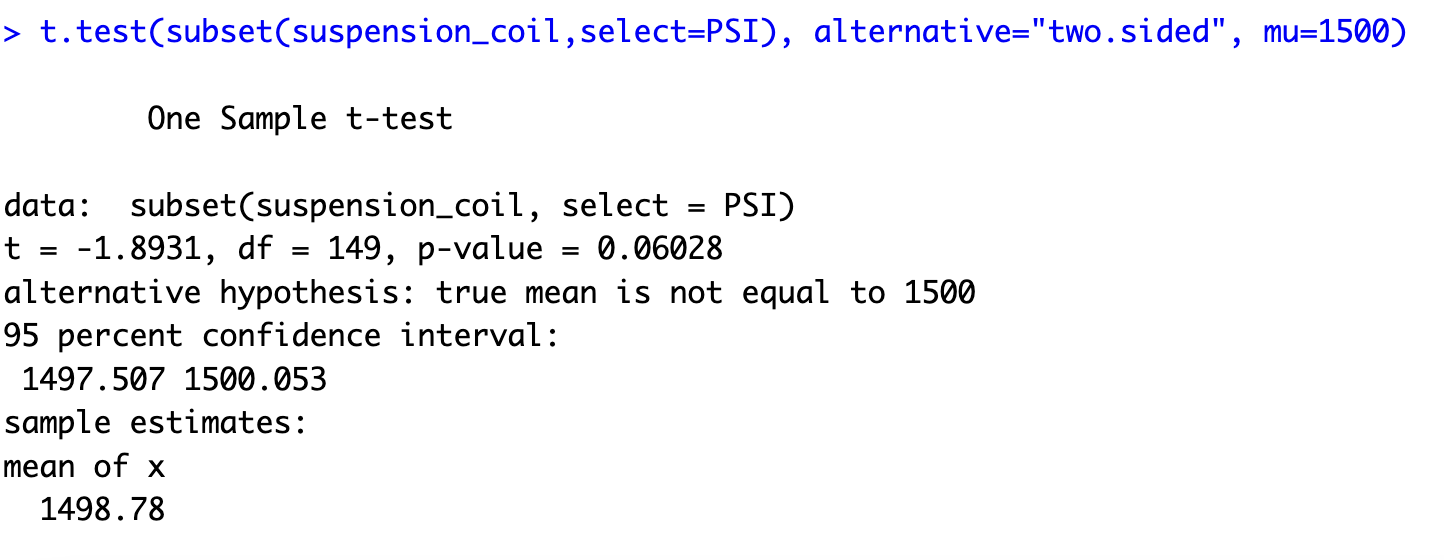 > t.test(subset(suspension_coil,select=PSI), alternative="two.sided", mu=1500)
One Sample t-test
data:  subset(suspension_coil, select = PSI)
t = -1.8931, df = 149, p-value = 0.06028
alternative hypothesis: true mean is not equal to 1500
95 percent confidence interval:
1497.507 1500.053
sample estimates:
mean of x
1498.78